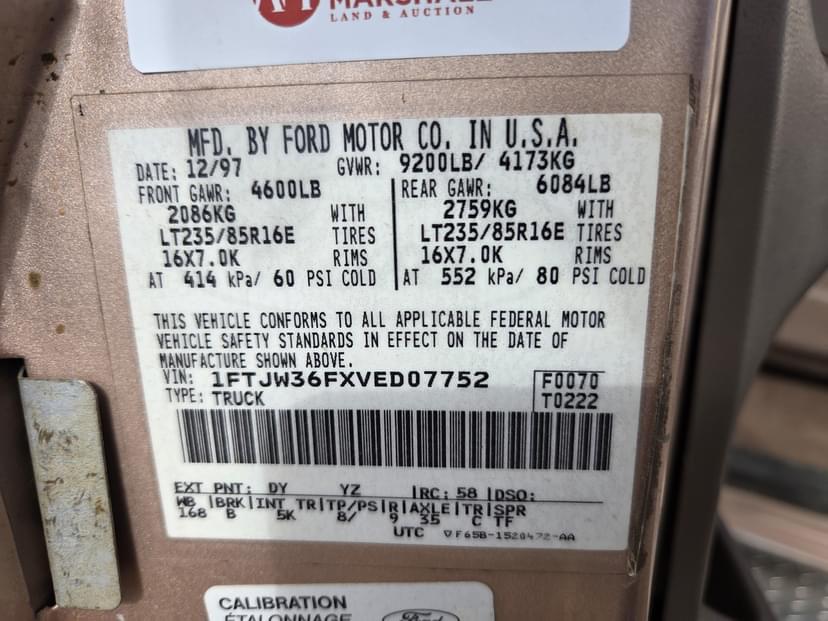 LAND & AUCTION
MFD. BY FORD MOTOR CO. IN U.S.A.
DATE: 12/97 GVWR: 9200LB/ 4173KG
FRONT GAWR: 4600LB REAR GAWR: 6084LB
2086KG WITH 2759KG WITH
LT235/85R16E TIRES LT235/85R16E TIRES
16X7.0K RIMS 16X7.0K RIMS
AT 414 kPa/ 60 PSI COLD AT 552 kPa/ 80 PSI COLD
THIS VEHICLE CONFORMS TO ALL APPLICABLE FEDERAL MOTOR
VEHICLE SAFETY STANDARDS IN EFFECT ON THE DATE OF
MANUFACTURE SHOWN ABOVE.
VIN: 1FTJW36FXVED07752 F0070
TYPE: TRUCK T0222
EXT PNT: DY YZ RC: 58 DSO:
WB BRK INT TR TP/PS R AXLE TR SPR
168 B 5K 8/ 9 35 C TF
UTC ▽F65B-1520472-AA
CALIBRATION
ÉTALONNAGE Ford